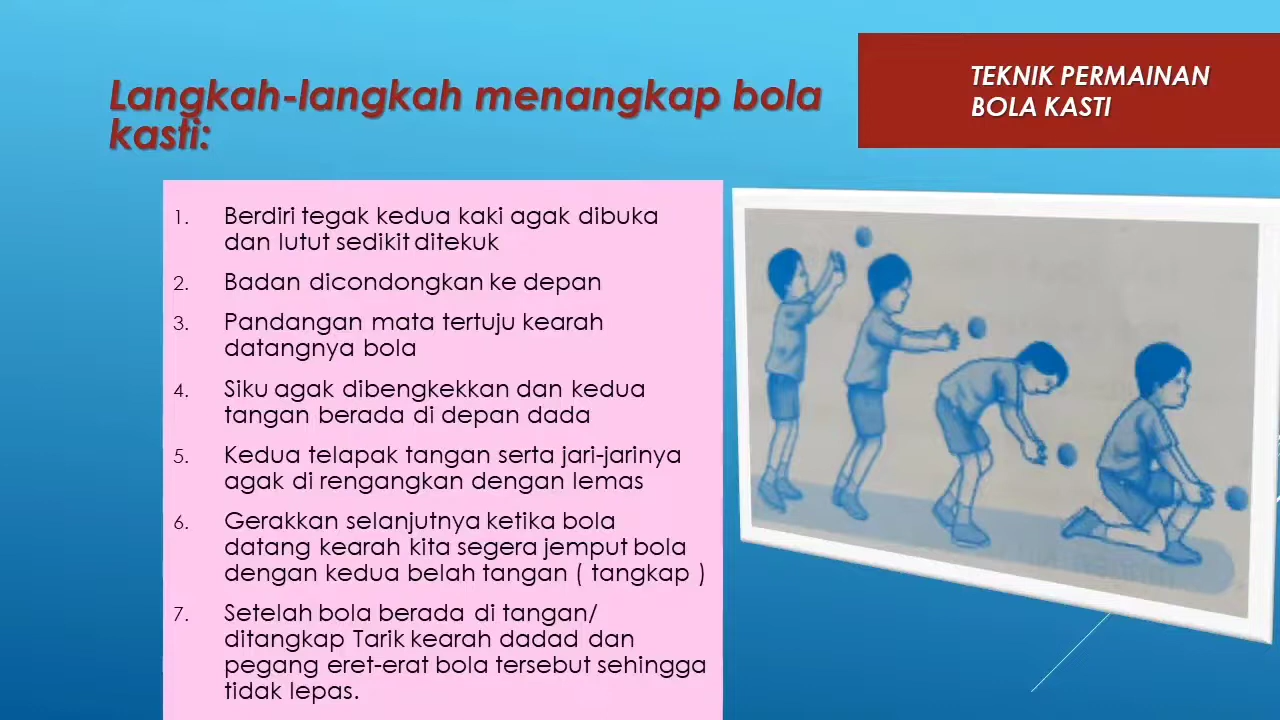 Langkah-langkah menangkap bola
kasti:
TEKNIK PERMAINAN
BOLA KASTI
1. Berdiri tegak kedua kaki agak dibuka
dan lutut sedikit ditekuk
2. Badan dicondongkan ke depan
3. Pandangan mata tertuju kearah
datangnya bola
4. Siku agak dibengkekkan dan kedua
tangan berada di depan dada
5. Kedua telapak tangan serta jari-jarinya
agak di rengangkan dengan lemas
6. Gerakkan selanjutnya ketika bola
datang kearah kita segera jemput bola
dengan kedua belah tangan ( tangkap )
7. Setelah bola berada di tangan/
ditangkap Tarik kearah dadad dan
pegang eret-erat bola tersebut sehingga
tidak lepas.